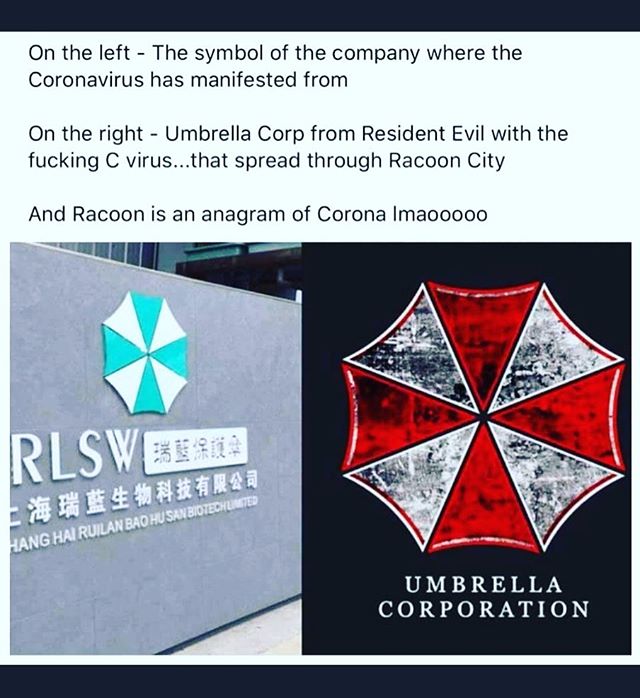 On the left - The symbol of the company where the
Coronavirus has manifested from
On the right - Umbrella Corp from Resident Evil with the
fucking C virus...that spread through Racoon City
And Racoon is an anagram of Corona lmaooooo
RLSW 瑞藍保護傘
上海瑞藍生物科技有限公司
HANG HAI RUILAN BAO HU SAN BIOTECH LIMITED
UMBRELLA
CORPORATION